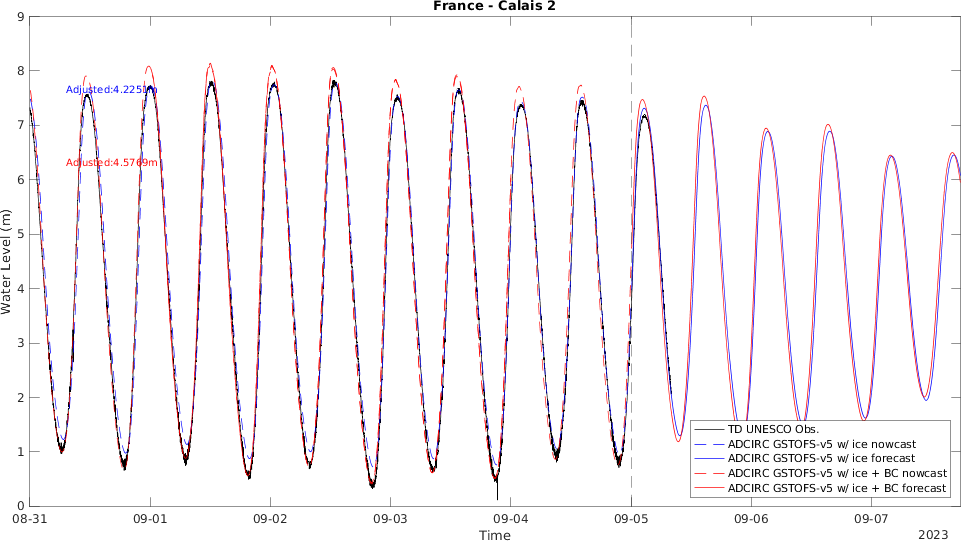 France - Calais 2
9
8
7
6
5
4
3
2
1
0
Water Level (m)
Adjusted:4.2251m
Adjusted:4.5769m
TD UNESCO Obs.
ADCIRC GSTOFS-v5 w/ ice nowcast
ADCIRC GSTOFS-v5 w/ ice forecast
ADCIRC GSTOFS-v5 w/ ice + BC nowcast
ADCIRC GSTOFS-v5 w/ ice + BC forecast
08-31 09-01 09-02 09-03 09-04 09-05 09-06 09-07
Time
2023